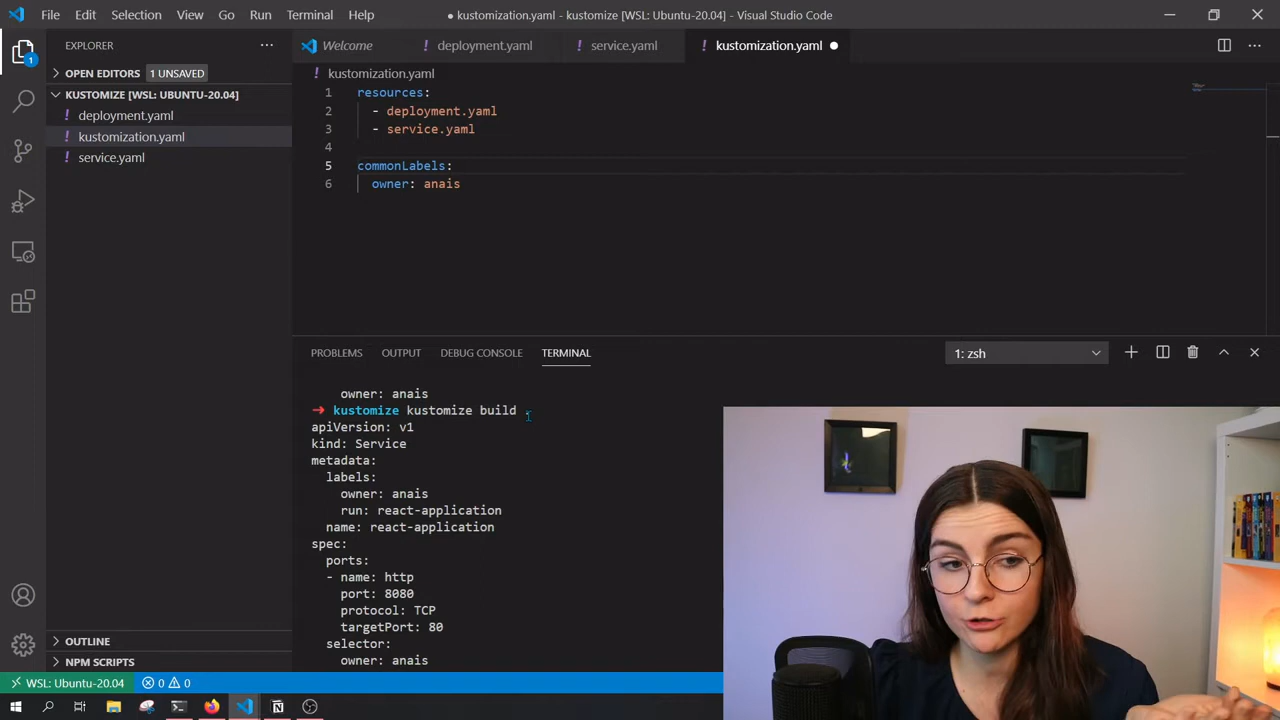 File Edit Selection View Go Run Terminal Help
● kustomization.yaml - kustomize [WSL: Ubuntu-20.04] - Visual Studio Code
EXPLORER
Welcome
deployment.yaml
service.yaml
kustomization.yaml
1
OPEN EDITORS 1 UNSAVED
KUSTOMIZE [WSL: UBUNTU-20.04]
deployment.yaml
kustomization.yaml
service.yaml
OUTLINE
NPM SCRIPTS
kustomization.yaml
1 resources:
2 - deployment.yaml
3 - service.yaml
4
5 commonLabels:
6 owner: anais
PROBLEMS OUTPUT DEBUG CONSOLE TERMINAL
1: zsh
owner: anais
➜ kustomize kustomize build .
apiVersion: v1
kind: Service
metadata:
labels:
owner: anais
run: react-application
name: react-application
spec:
ports:
- name: http
port: 8080
protocol: TCP
targetPort: 80
selector:
owner: anais
WSL: Ubuntu-20.04 0 0